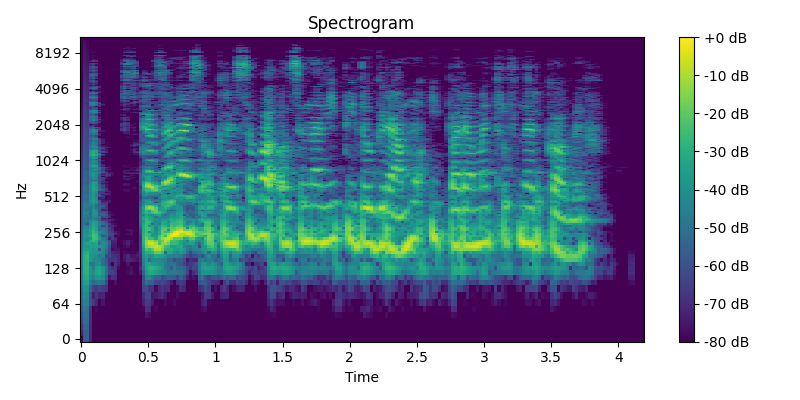 Spectrogram
8192
4096
2048
1024
512
256
128
64
0
Hz
0
0.5
1
1.5
2
2.5
3
3.5
4
Time
+0 dB
-10 dB
-20 dB
-30 dB
-40 dB
-50 dB
-60 dB
-70 dB
-80 dB